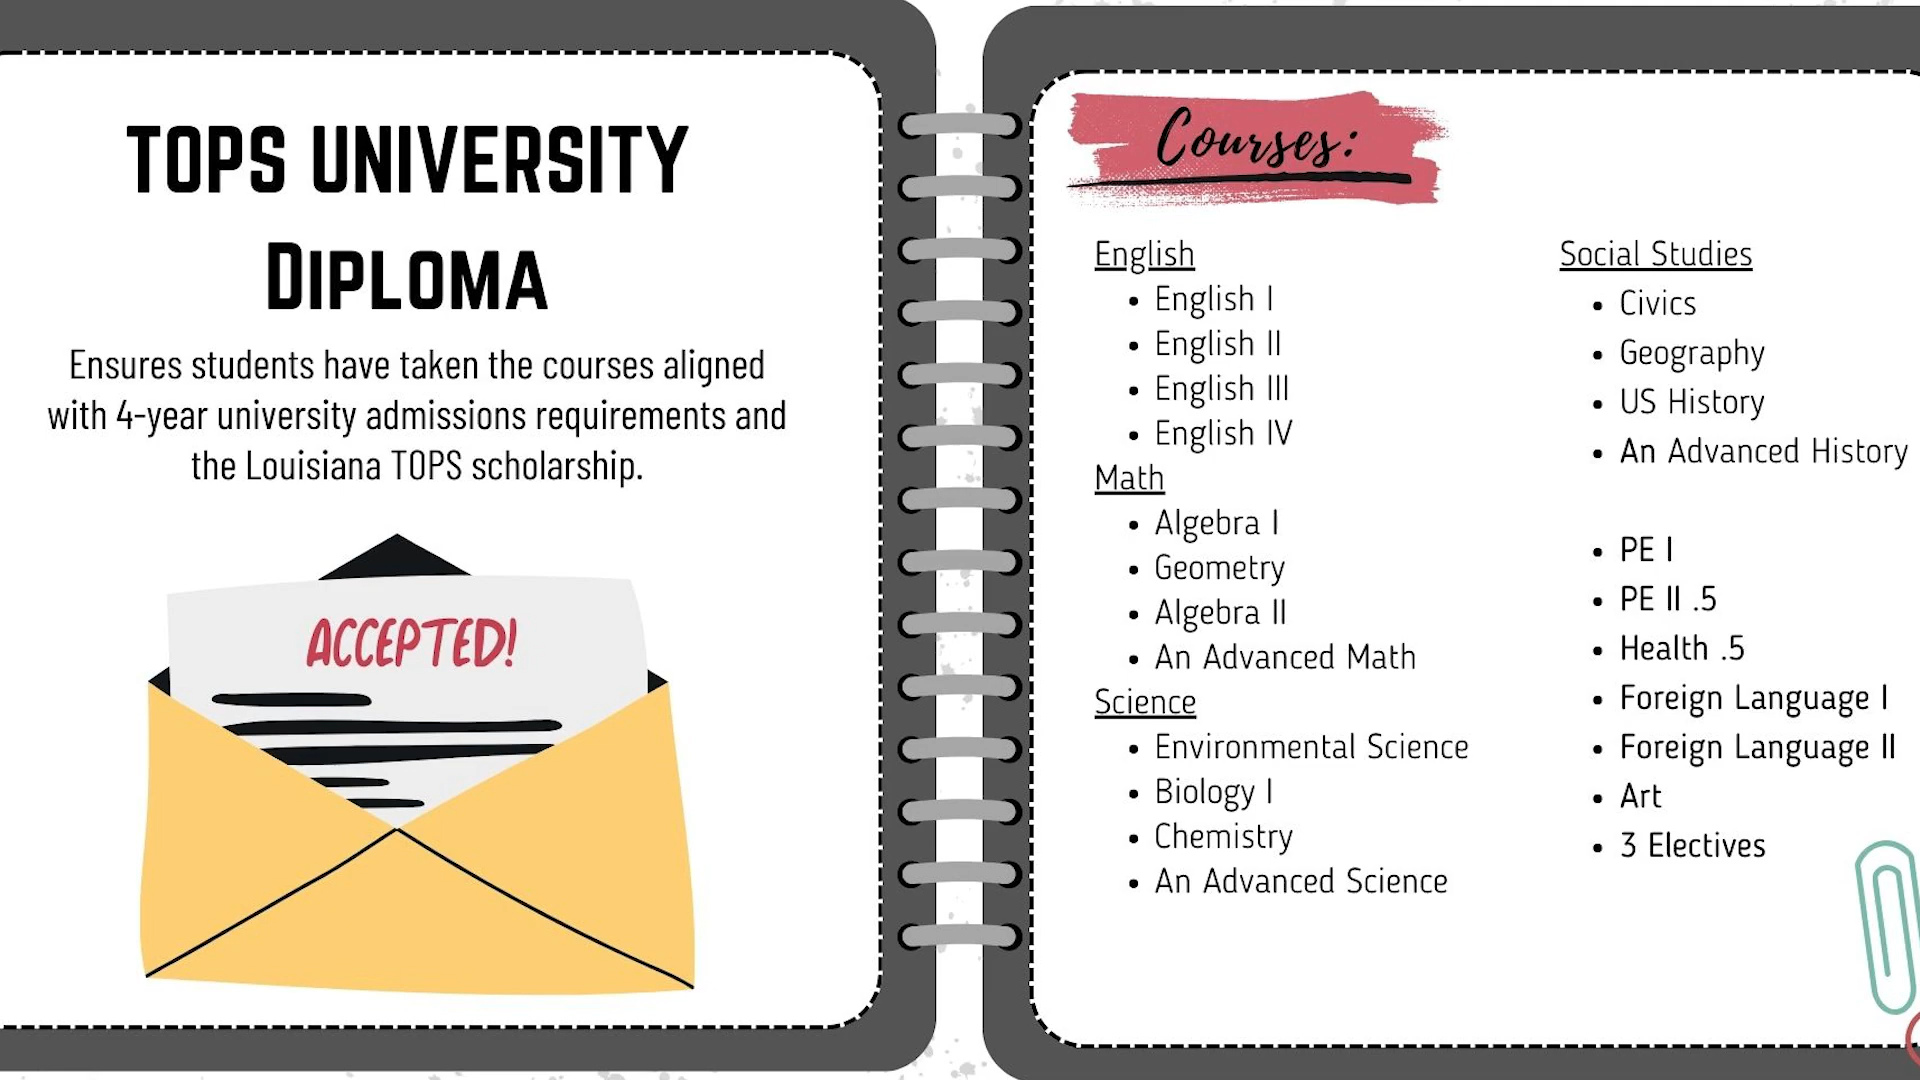 TOPS UNIVERSITY
DIPLOMA
Ensures students have taken the courses aligned
with 4-year university admissions requirements and
the Louisiana TOPS scholarship.
ACCEPTED!
Courses:
English
• English I
• English II
• English III
• English IV
Math
• Algebra I
• Geometry
• Algebra II
• An Advanced Math
Science
• Environmental Science
• Biology I
• Chemistry
• An Advanced Science
Social Studies
• Civics
• Geography
• US History
• An Advanced History
• PE I
• PE II .5
• Health .5
• Foreign Language I
• Foreign Language II
• Art
• 3 Electives